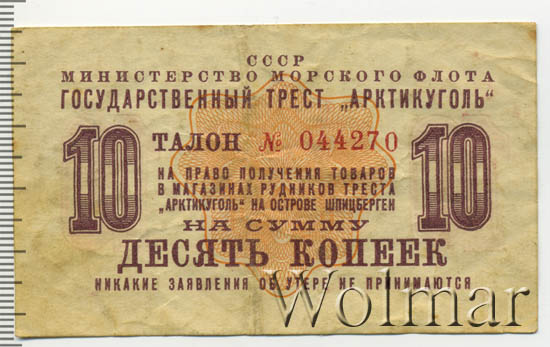 СССР
МИНИСТЕРСТВО МОРСКОГО ФЛОТА
ГОСУДАРСТВЕННЫЙ ТРЕСТ „АРКТИКУГОЛЬ“
10 ТАЛОН № 044270 10
НА ПРАВО ПОЛУЧЕНИЯ ТОВАРОВ
В МАГАЗИНАХ РУДНИКОВ ТРЕСТА
„АРКТИКУГОЛЬ“ НА ОСТРОВЕ ШПИЦБЕРГЕН
НА СУММУ
ДЕСЯТЬ КОПЕЕК
НИКАКИЕ ЗАЯВЛЕНИЯ ОБ УТЕРЕ НЕ ПРИНИМАЮТСЯ
Wolmar